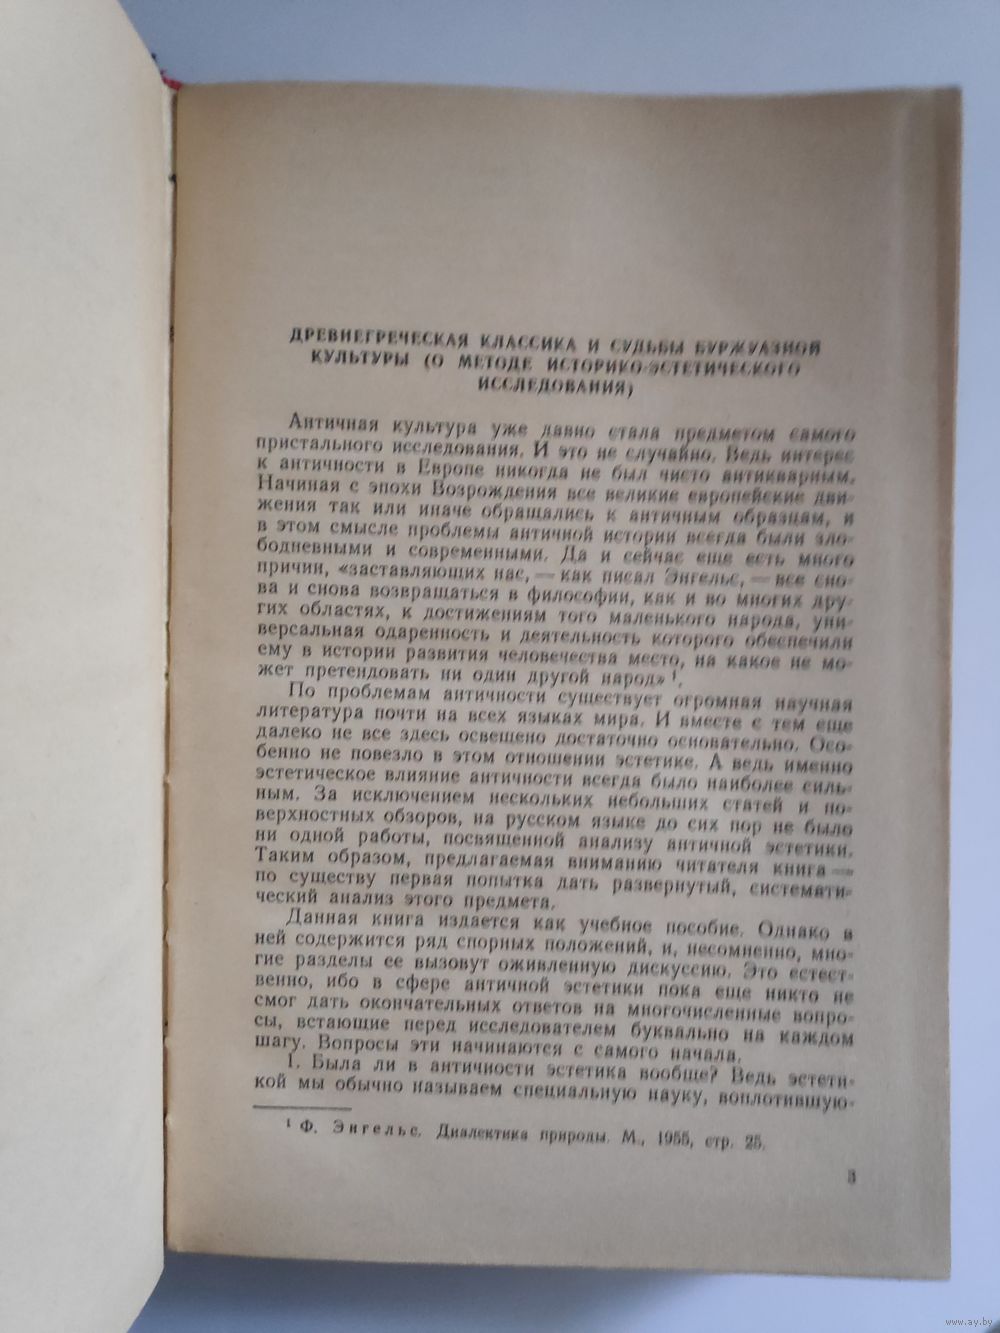 ДРЕВНЕГРЕЧЕСКАЯ КЛАССИКА И СУДЬБЫ БУРЖУАЗНОЙ
КУЛЬТУРЫ (О МЕТОДЕ ИСТОРИКО-ЭСТЕТИЧЕСКОГО
ИССЛЕДОВАНИЯ)
Античная культура уже давно стала предметом самого
пристального исследования. И это не случайно. Ведь интерес
к античности в Европе никогда не был чисто антикварным.
Начиная с эпохи Возрождения все великие европейские дви-
жения так или иначе обращались к античным образцам, и
в этом смысле проблемы античной истории всегда были зло-
бодневными и современными. Да и сейчас еще есть много
причин, «заставляющих нас, — как писал Энгельс, — все сно-
ва и снова возвращаться в философии, как и во многих дру-
гих областях, к достижениям того маленького народа, уни-
версальная одаренность и деятельность которого обеспечили
ему в истории развития человечества место, на какое не мо-
жет претендовать ни один другой народ» ¹.
По проблемам античности существует огромная научная
литература почти на всех языках мира. И вместе с тем еще
далеко не все здесь освещено достаточно основательно. Осо-
бенно не повезло в этом отношении эстетике. А ведь именно
эстетическое влияние античности всегда было наиболее силь-
ным. За исключением нескольких небольших статей и по-
верхностных обзоров, на русском языке до сих пор не было
ни одной работы, посвященной анализу античной эстетики.
Таким образом, предлагаемая вниманию читателя книга —
по существу первая попытка дать развернутый, системати-
ческий анализ этого предмета.
Данная книга издается как учебное пособие. Однако в
ней содержится ряд спорных положений, и, несомненно, мно-
гие разделы ее вызовут оживленную дискуссию. Это естест-
венно, ибо в сфере античной эстетики пока еще никто не
смог дать окончательных ответов на многочисленные вопро-
сы, встающие перед исследователем буквально на каждом
шагу. Вопросы эти начинаются с самого начала.
1. Была ли в античности эстетика вообще? Ведь эстети-
кой мы обычно называем специальную науку, воплотившую-
¹ Ф. Энгельс. Диалектика природы. М., 1955, стр. 25.
3
www.ay.by